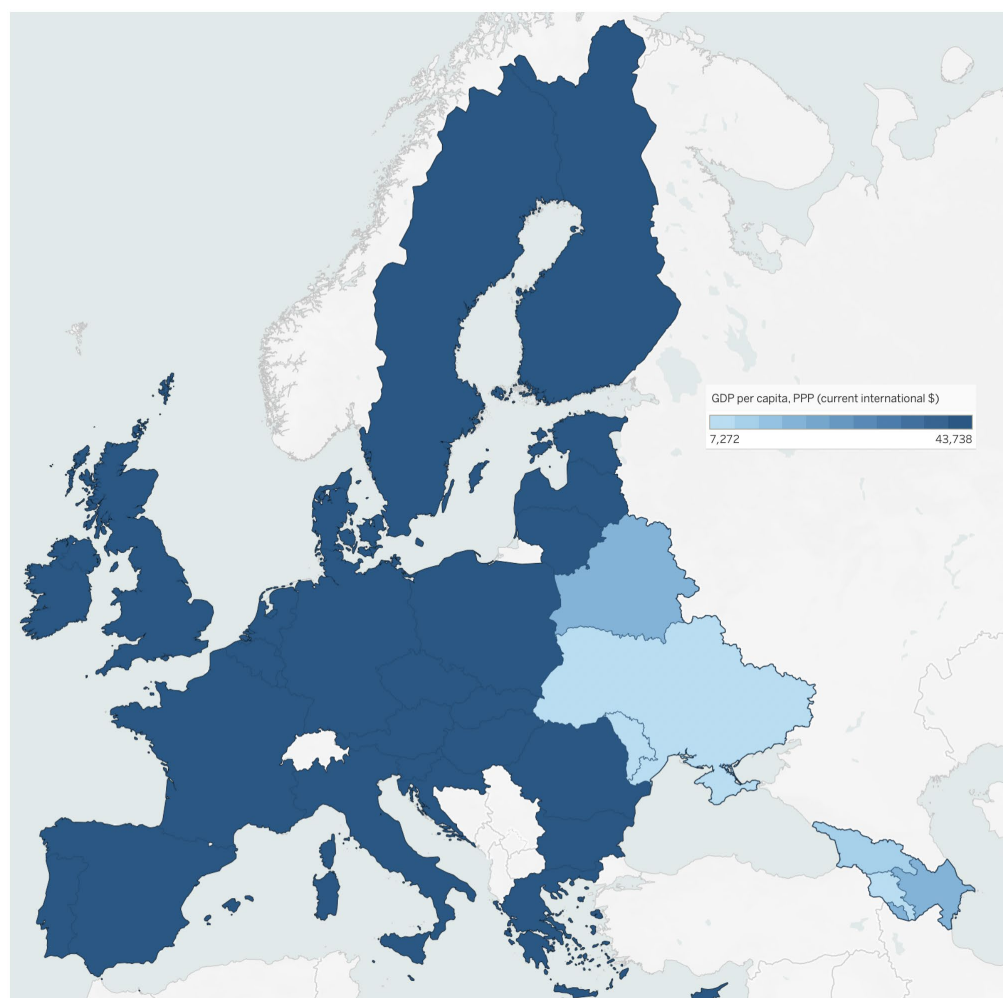 GDP per capita, PPP (current international $)
7,272 43,738